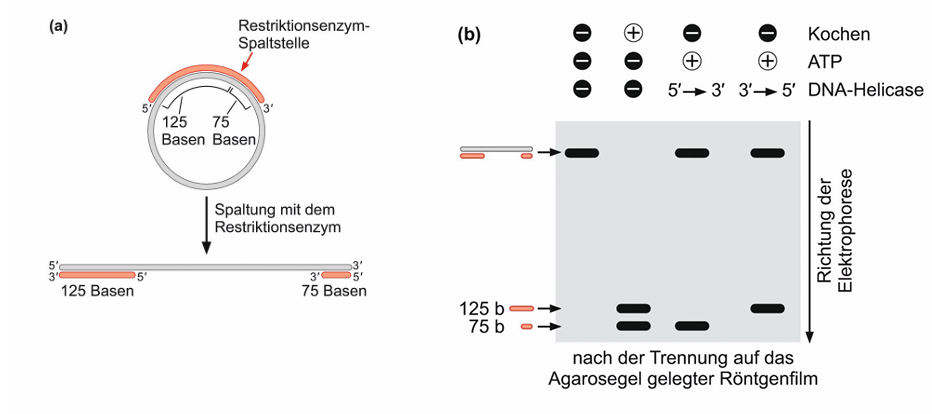 (a)
Restriktionsenzym-
Spaltstelle
5′
3′
125
Basen
75
Basen
Spaltung mit dem
Restriktionsenzym
5′
3′
3′
5′
3′
5′
125 Basen
75 Basen
(b)
− + − − Kochen
− − + + ATP
− − 5′→3′ 3′→5′ DNA-Helicase
125 b
75 b
Richtung der
Elektrophorese
nach der Trennung auf das
Agarosegel gelegter Röntgenfilm